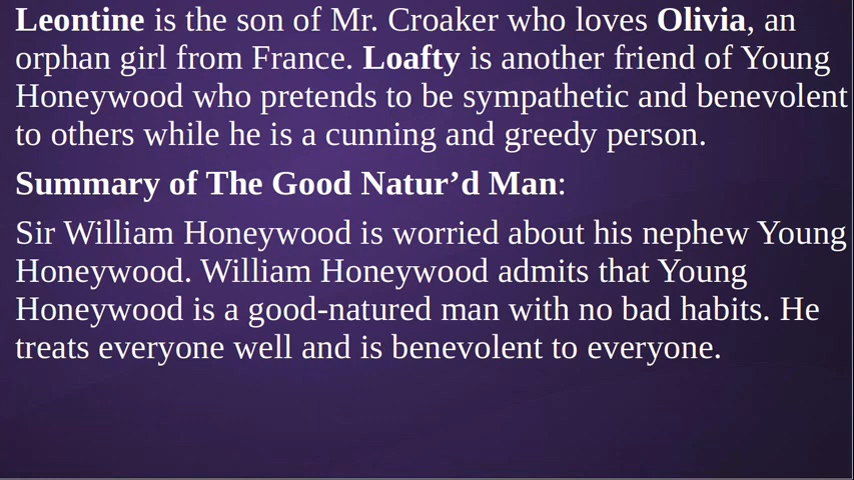 Leontine is the son of Mr. Croaker who loves Olivia, an
orphan girl from France. Loafty is another friend of Young
Honeywood who pretends to be sympathetic and benevolent
to others while he is a cunning and greedy person.
Summary of The Good Natur’d Man:
Sir William Honeywood is worried about his nephew Young
Honeywood. William Honeywood admits that Young
Honeywood is a good-natured man with no bad habits. He
treats everyone well and is benevolent to everyone.